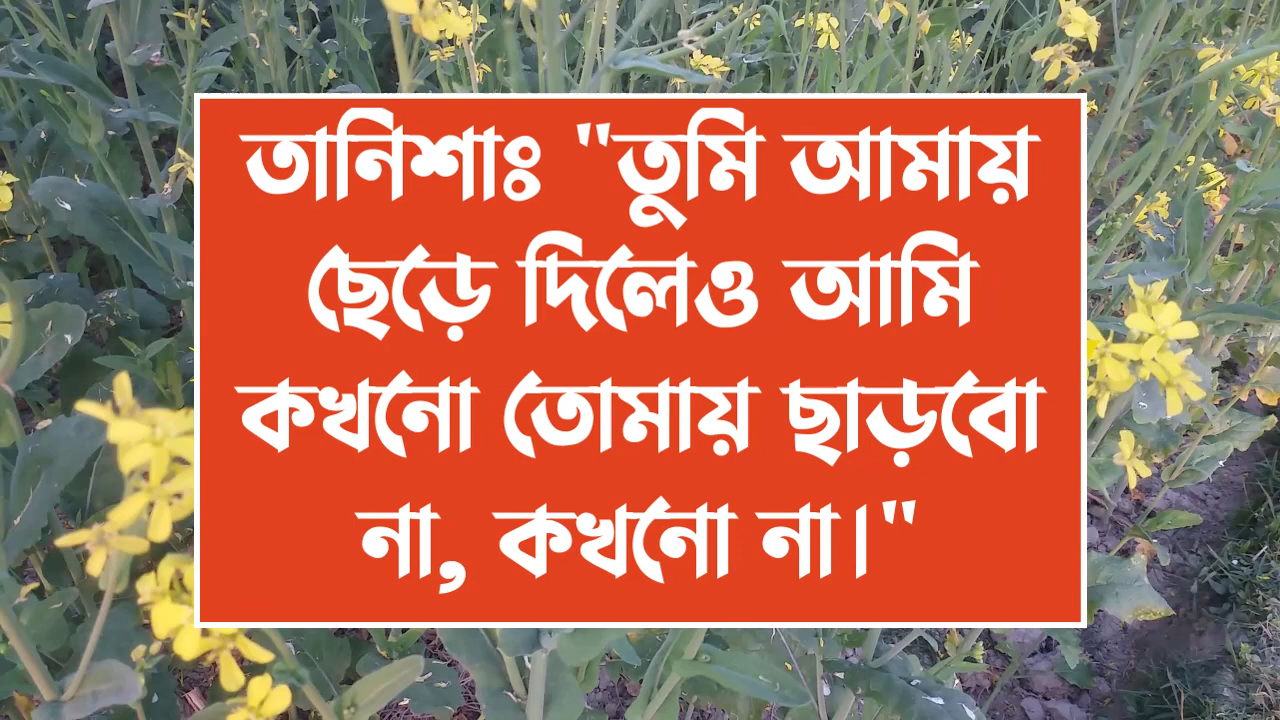 তানিশাঃ "তুমি আমায়
ছেড়ে দিলেও আমি
কখনো তোমায় ছাড়বো
না, কখনো না।"